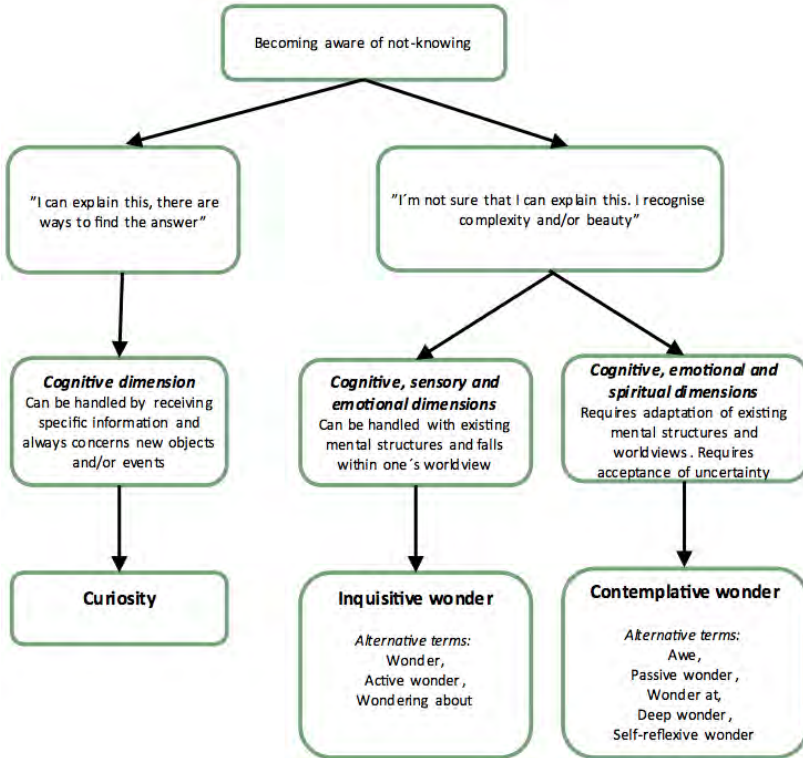 Becoming aware of not-knowing
"I can explain this, there are
ways to find the answer"
"I´m not sure that I can explain this. I recognise
complexity and/or beauty"
Cognitive dimension
Can be handled by receiving
specific information and
always concerns new objects
and/or events
Cognitive, sensory and
emotional dimensions
Can be handled with existing
mental structures and falls
within one´s worldview
Cognitive, emotional and
spiritual dimensions
Requires adaptation of existing
mental structures and
worldviews. Requires
acceptance of uncertainty
Curiosity
Inquisitive wonder
Alternative terms:
Wonder,
Active wonder,
Wondering about
Contemplative wonder
Alternative terms:
Awe,
Passive wonder,
Wonder at,
Deep wonder,
Self-reflexive wonder